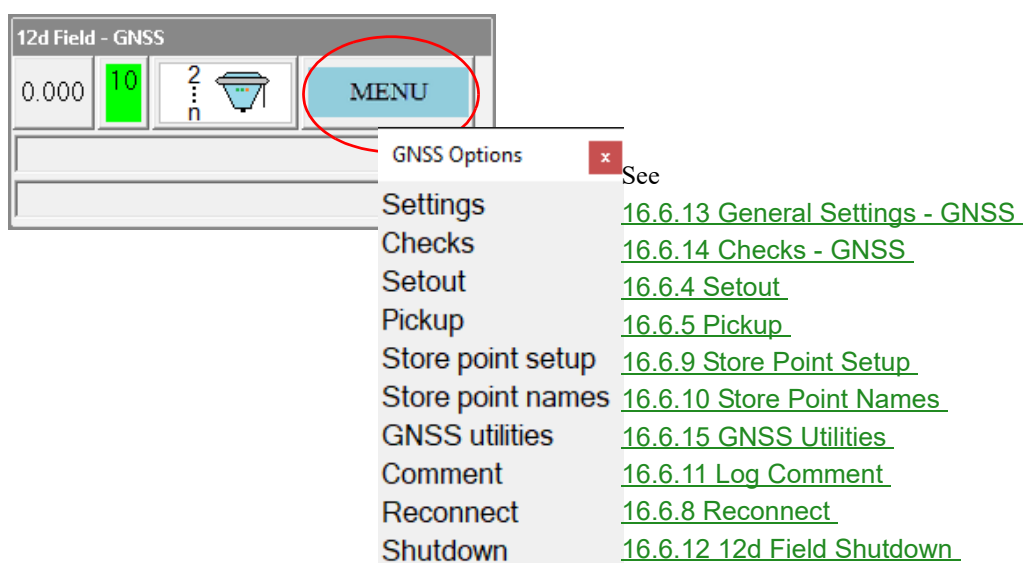 12d Field - GNSS
0.000 10 2 n MENU
GNSS Options x
See
Settings 16.6.13 General Settings - GNSS
Checks 16.6.14 Checks - GNSS
Setout 16.6.4 Setout
Pickup 16.6.5 Pickup
Store point setup 16.6.9 Store Point Setup
Store point names 16.6.10 Store Point Names
GNSS utilities 16.6.15 GNSS Utilities
Comment 16.6.11 Log Comment
Reconnect 16.6.8 Reconnect
Shutdown 16.6.12 12d Field Shutdown